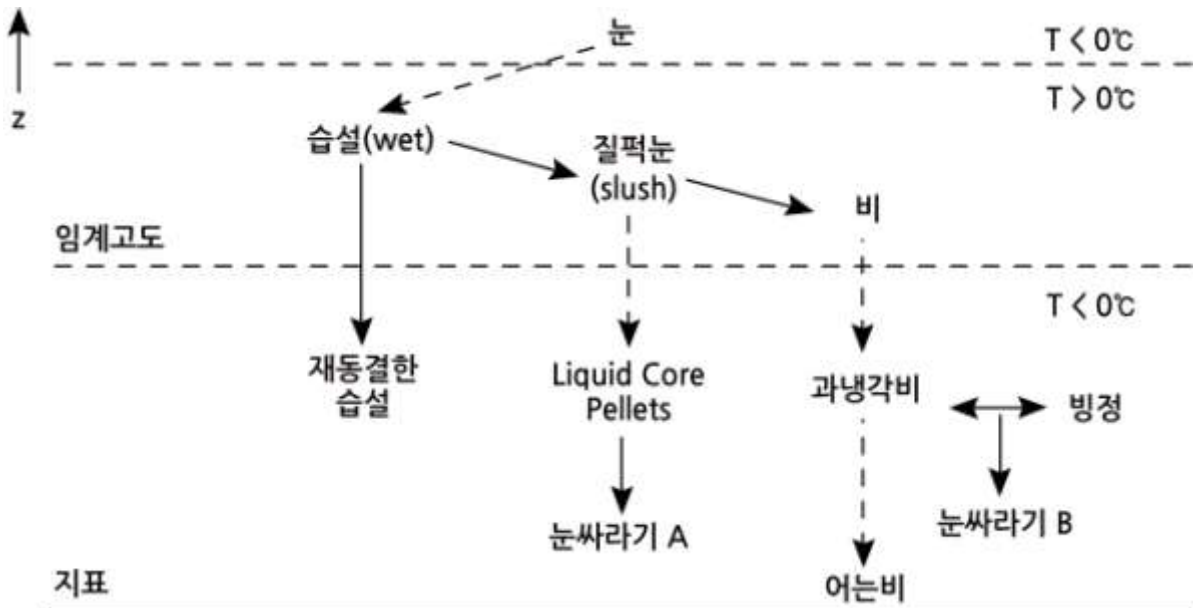 눈
T < 0℃
T > 0℃
z
습설(wet)
질퍽눈
(slush)
비
임계고도
T < 0℃
재동결한
습설
Liquid Core
Pellets
과냉각비
빙정
눈싸라기 A
눈싸라기 B
지표
어는비